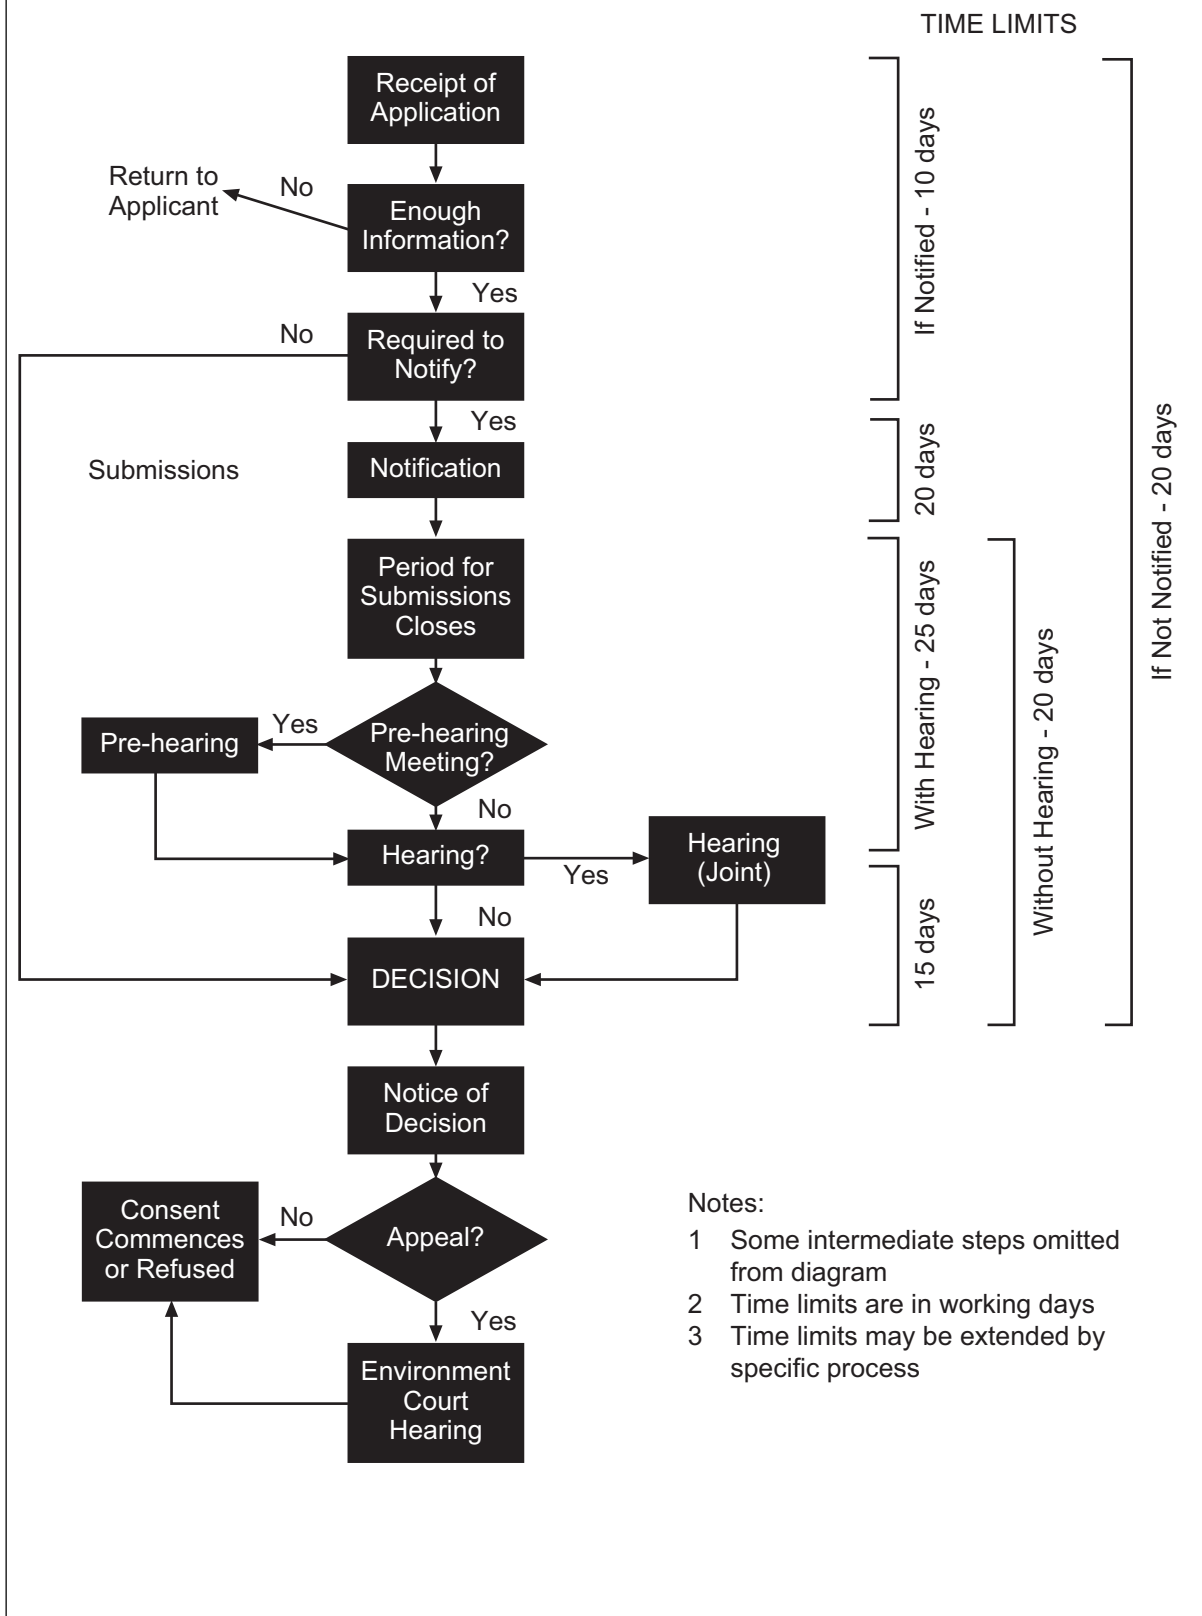 TIME LIMITS
Receipt of
Application
Return to
Applicant
No
Enough
Information?
Yes
No
Required to
Notify?
Yes
Submissions
Notification
Period for
Submissions
Closes
Yes
Pre-hearing
Pre-hearing
Meeting?
No
Hearing?
Yes
Hearing
(Joint)
No
DECISION
Notice of
Decision
Consent
Commences
or Refused
No
Appeal?
Yes
Environment
Court
Hearing
If Notified - 10 days
20 days
With Hearing - 25 days
15 days
Without Hearing - 20 days
If Not Notified - 20 days
Notes:
1 Some intermediate steps omitted
from diagram
2 Time limits are in working days
3 Time limits may be extended by
specific process